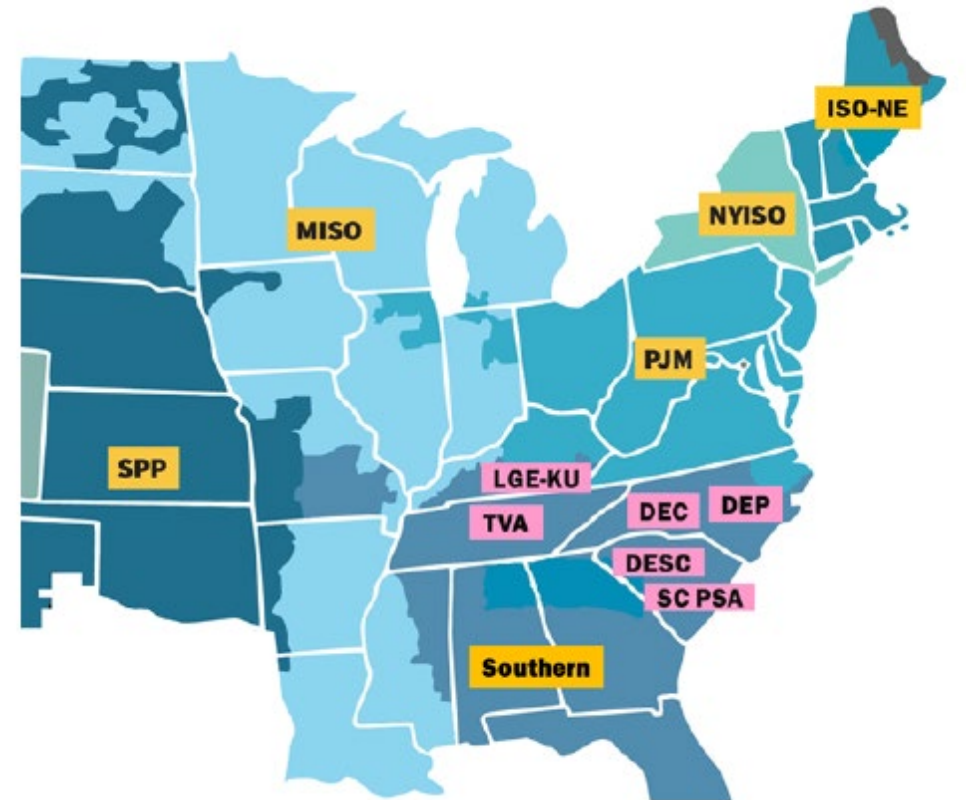 ISO-NE
NYISO
MISO
PJM
SPP
LGE-KU
TVA
DEC
DEP
DESC
SC PSA
Southern